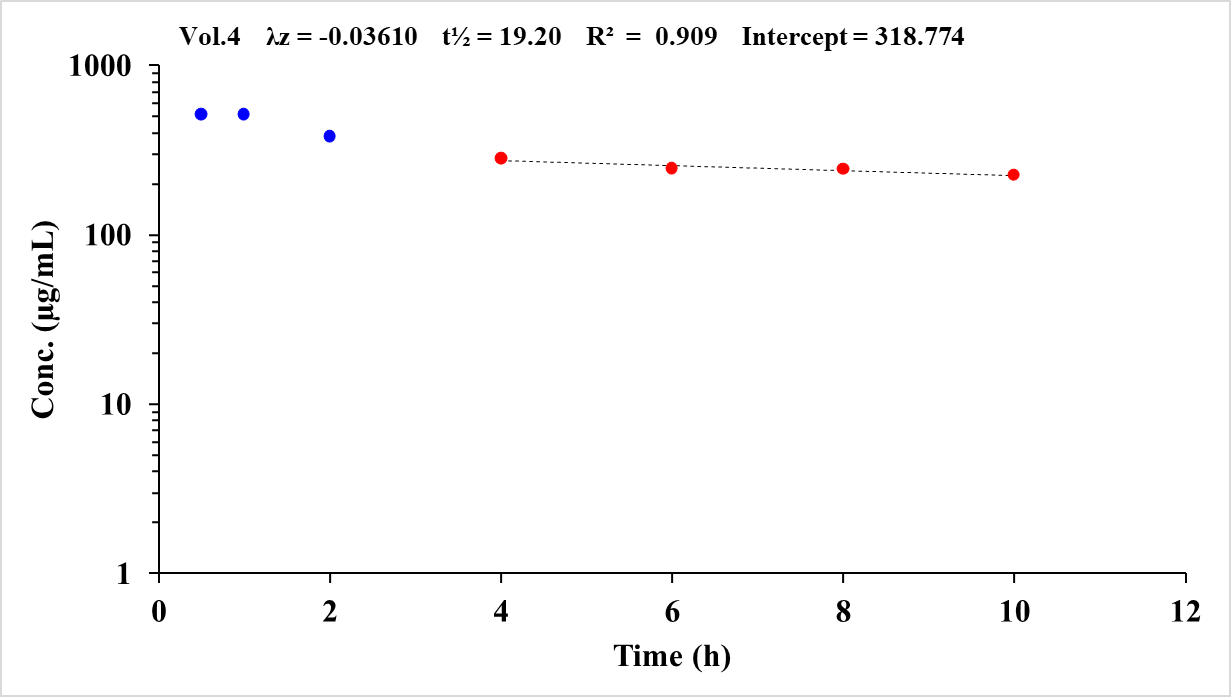 Vol.4 λz = -0.03610 t½ = 19.20 R² = 0.909 Intercept = 318.774
1000
100
10
1
Conc. (µg/mL)
0 2 4 6 8 10 12
Time (h)